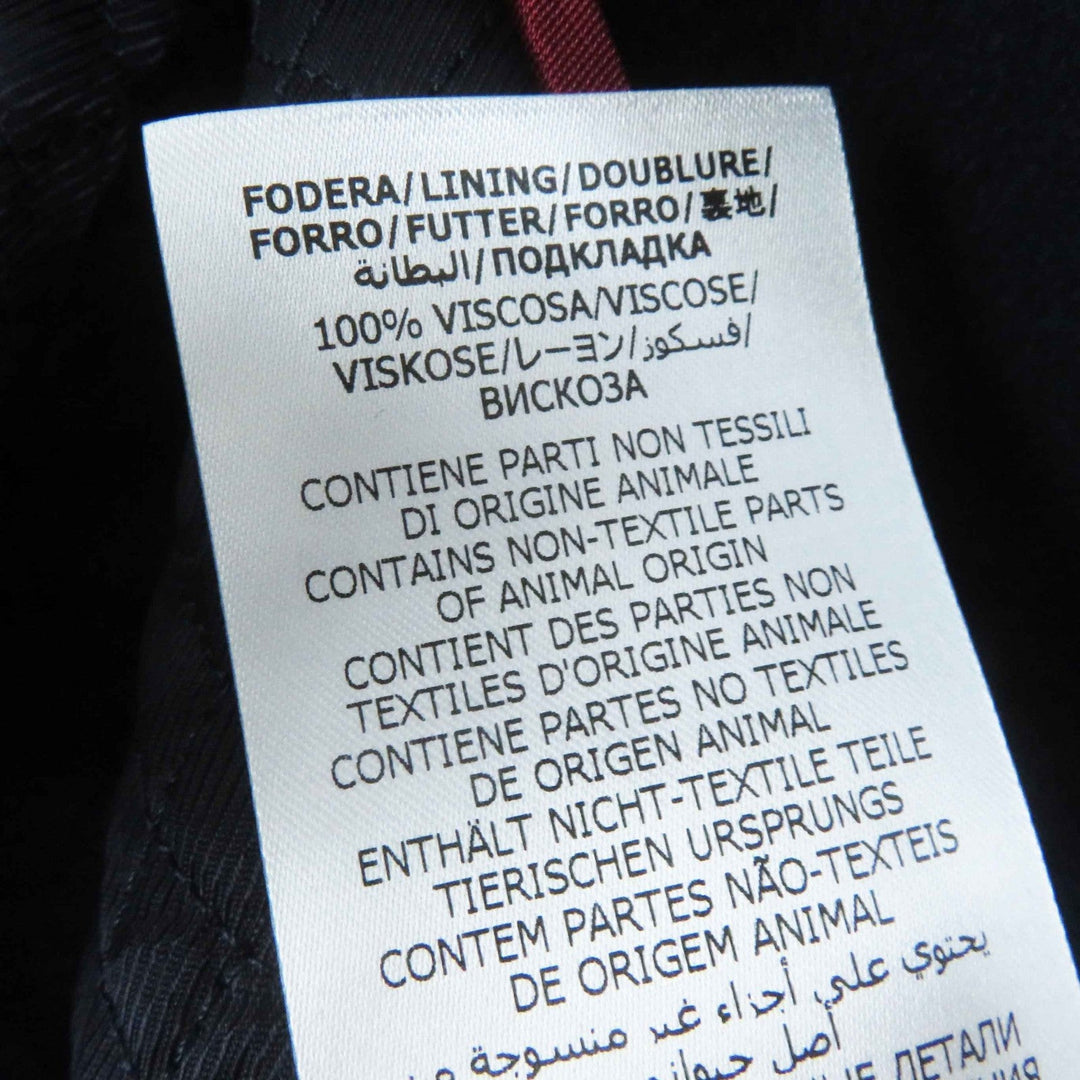 FODERA/LINING/DOUBLURE/
FORRO/FUTTER/FORRO/裏地/
البطانة/ПОДКЛАДКА
100% VISCOSA/VISCOSE/
VISKOSE/レーヨン/فسكوز/
ВИСКОЗА
CONTIENE PARTI NON TESSILI
DI ORIGINE ANIMALE
CONTAINS NON-TEXTILE PARTS
OF ANIMAL ORIGIN
CONTIENT DES PARTIES NON
TEXTILES D'ORIGINE ANIMALE
CONTIENE PARTES NO TEXTILES
DE ORIGEN ANIMAL
ENTHÄLT NICHT-TEXTILE TEILE
TIERISCHEN URSPRUNGS
CONTEM PARTES NÃO-TEXTEIS
DE ORIGEM ANIMAL
يحتوي علي أجزاء غير منسوجة
أصل
ДЕТАЛИ